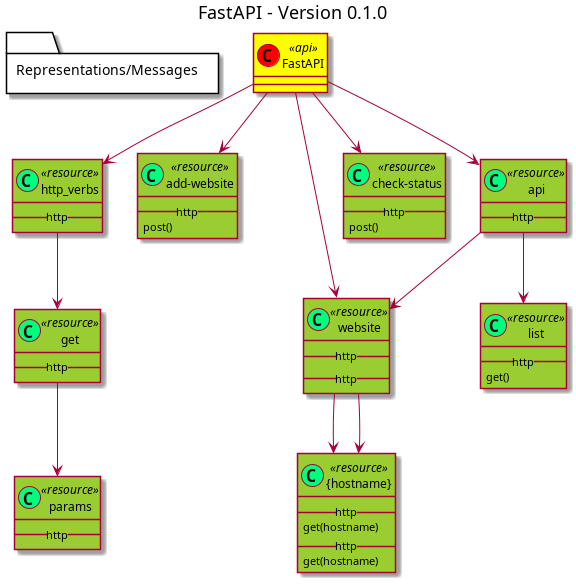 FastAPI - Version 0.1.0
Representations/Messages
C «api»
FastAPI
C «resource»
http_verbs
http
C «resource»
add-website
http
post()
C «resource»
check-status
http
post()
C «resource»
api
http
C «resource»
get
http
C «resource»
website
http
http
C «resource»
list
http
get()
C «resource»
params
http
C «resource»
{hostname}
http
get(hostname)
http
get(hostname)